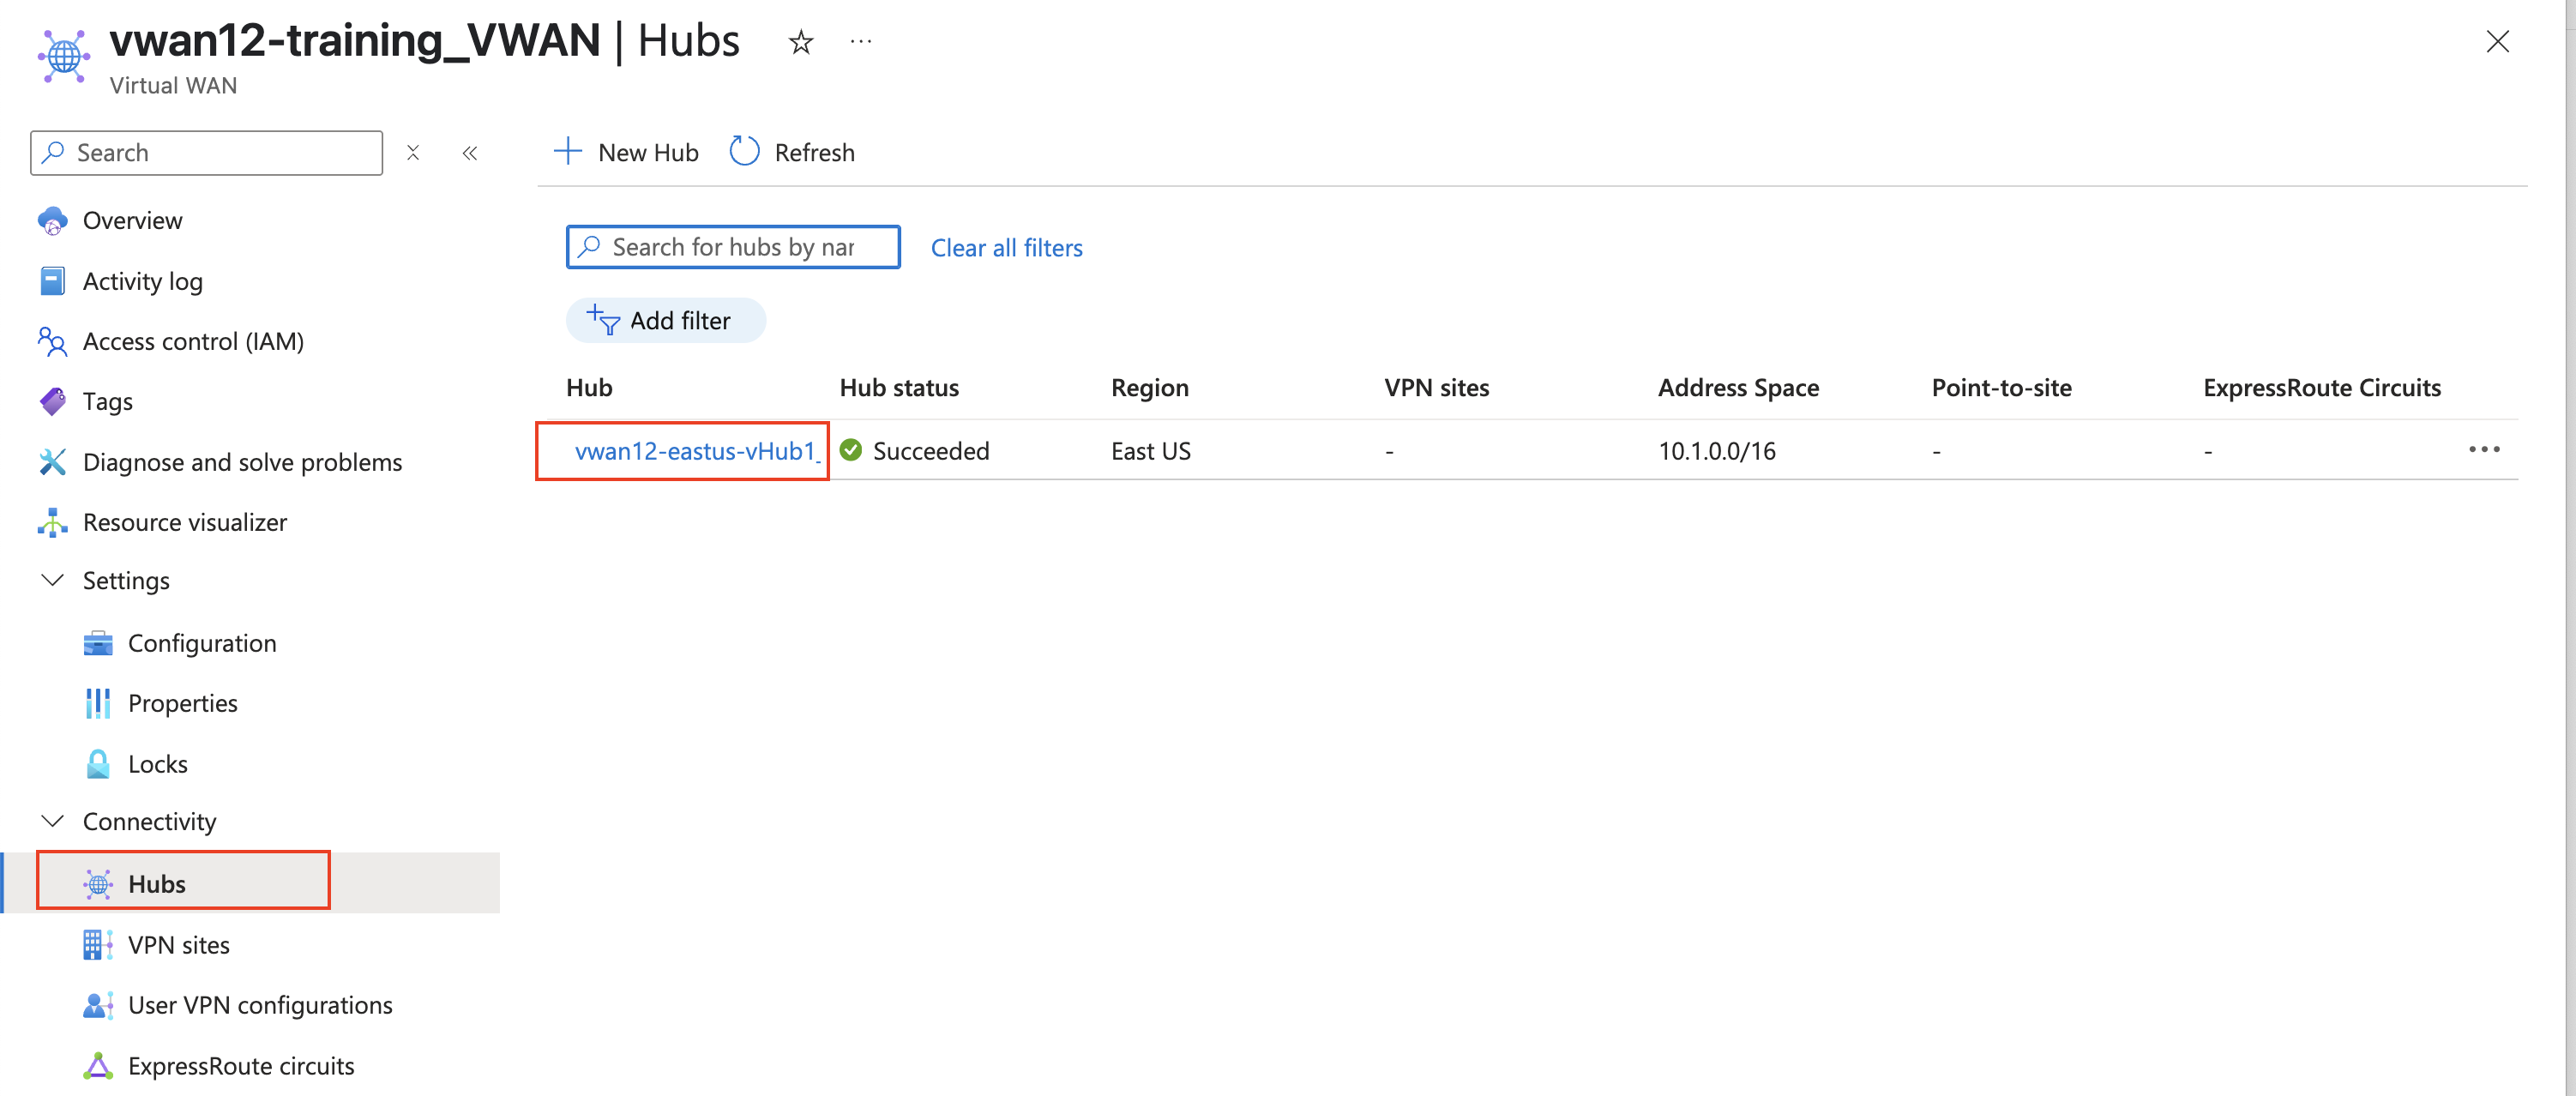 vwan12-training_VWAN | Hubs
Virtual WAN
Search
New Hub
Refresh
Overview
Activity log
Access control (IAM)
Tags
Diagnose and solve problems
Resource visualizer
Settings
Configuration
Properties
Locks
Connectivity
Hubs
VPN sites
User VPN configurations
ExpressRoute circuits
Search for hubs by nar
Clear all filters
Add filter
Hub Hub status Region VPN sites Address Space Point-to-site ExpressRoute Circuits
vwan12-eastus-vHub1_ Succeeded East US - 10.1.0.0/16 - -